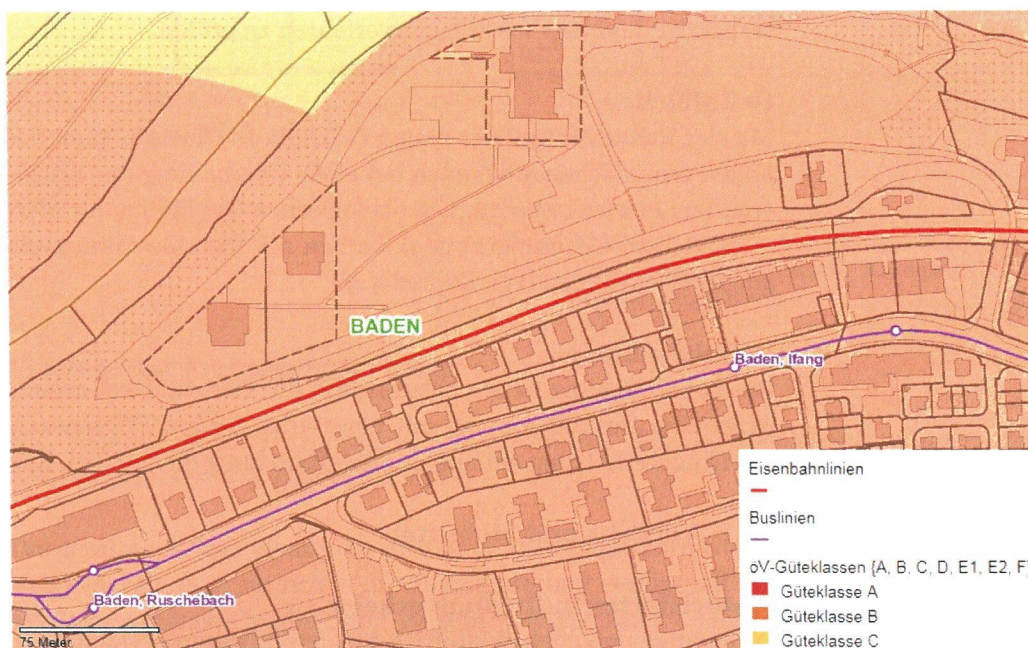 BADEN
Baden, Ifang
Baden, Ruschebach
75 Meter
Eisenbahnlinien
Buslinien
öV-Güteklassen {A, B, C, D, E1, E2, F}
Güteklasse A
Güteklasse B
Güteklasse C